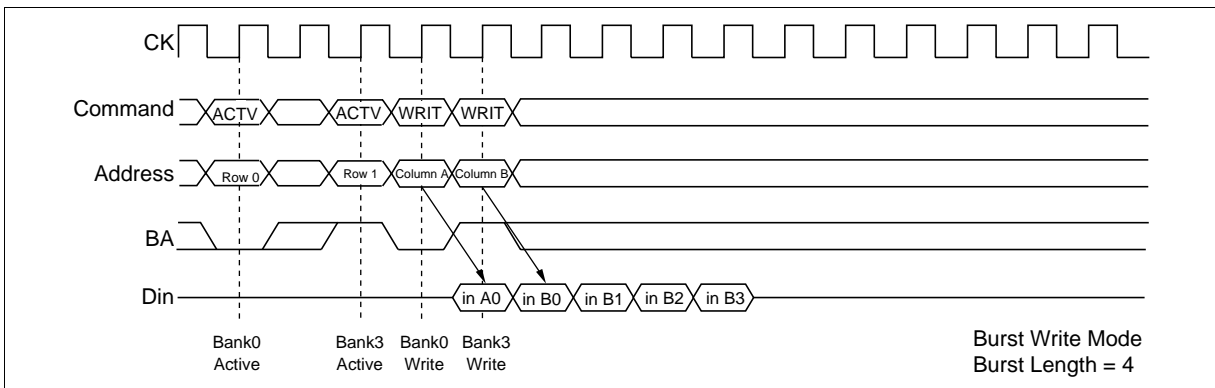 CK
Command ACTV ACTV WRIT WRIT
Address Row 0 Row 1 Column A Column B
BA
Din in A0 in B0 in B1 in B2 in B3
Bank0 Bank3 Bank0 Bank3
Active Active Write Write
Burst Write Mode
Burst Length = 4